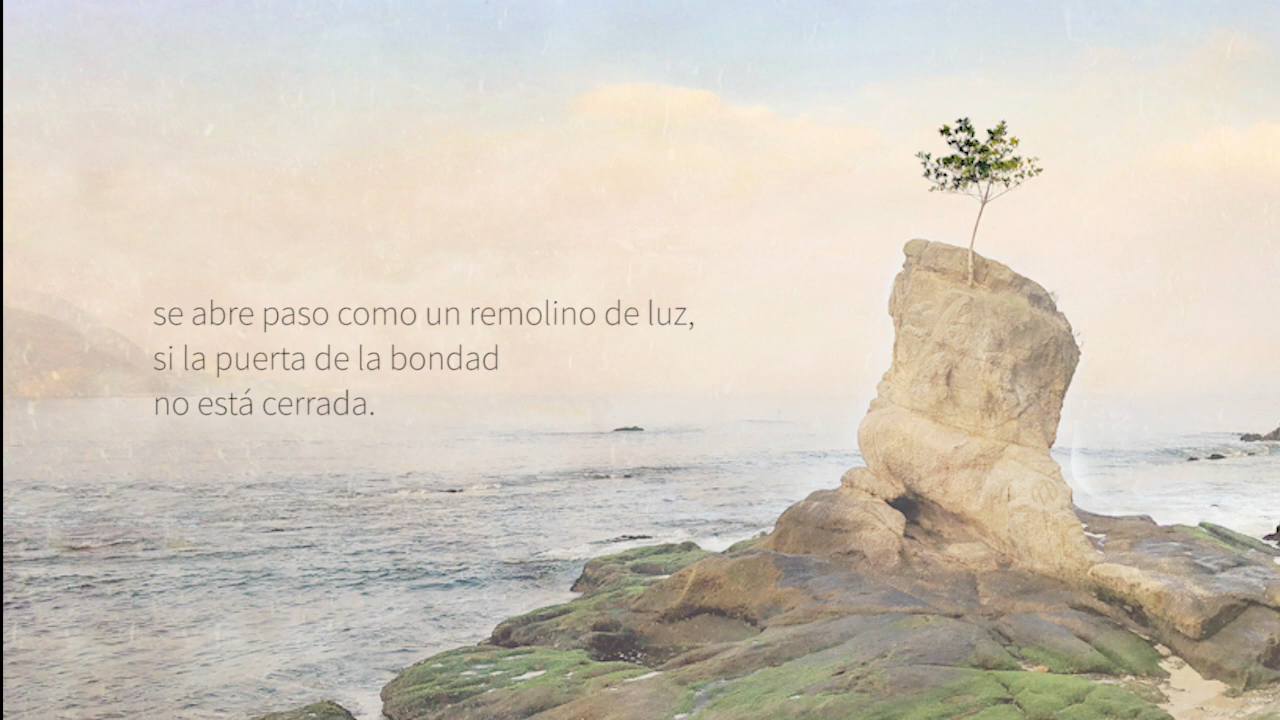 se abre paso como un remolino de luz,
si la puerta de la bondad
no está cerrada.